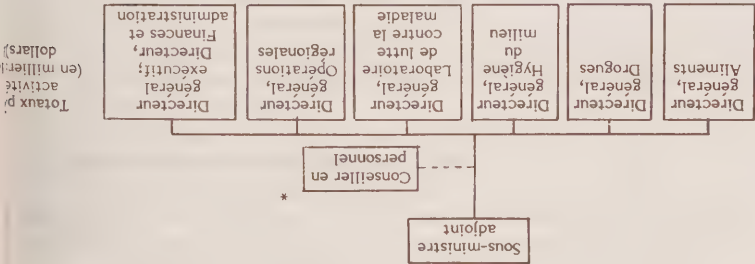 Sous-ministre
adjoint
*
Conseiller en
personnel
Directeur
général,
Aliments
Directeur
général,
Drogues
Directeur
général,
Hygiène
du
milieu
Directeur
général,
Laboratoire
de lutte
contre la
maladie
Directeur
général,
Opérations
régionales
Directeur
général
exécutif;
Directeur,
Finances et
administration
Totaux
activité
(en
dollars)